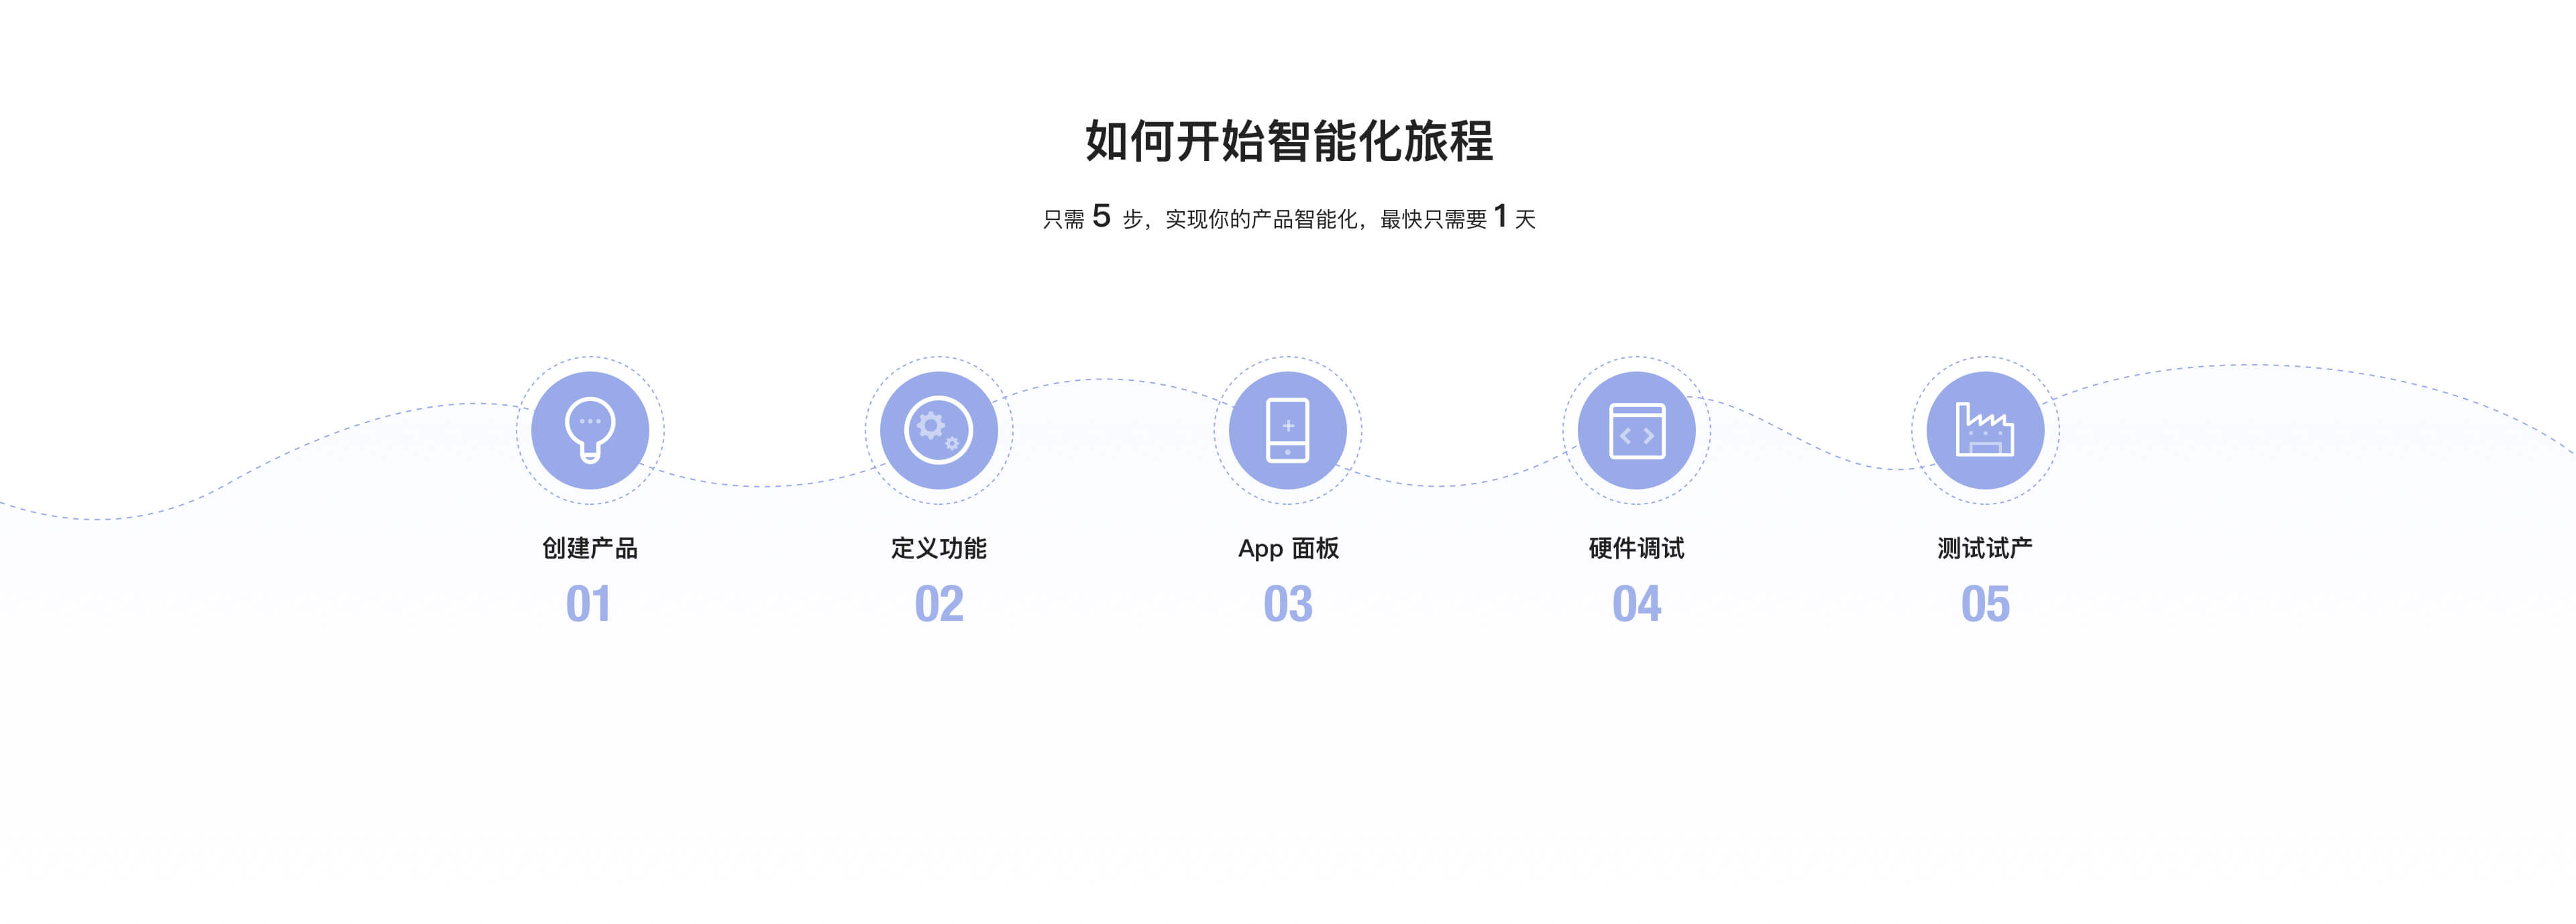 如何开始智能化旅程
只需 5 步，实现你的产品智能化，最快只需要 1 天
创建产品
01
定义功能
02
App 面板
03
硬件调试
04
测试试产
05